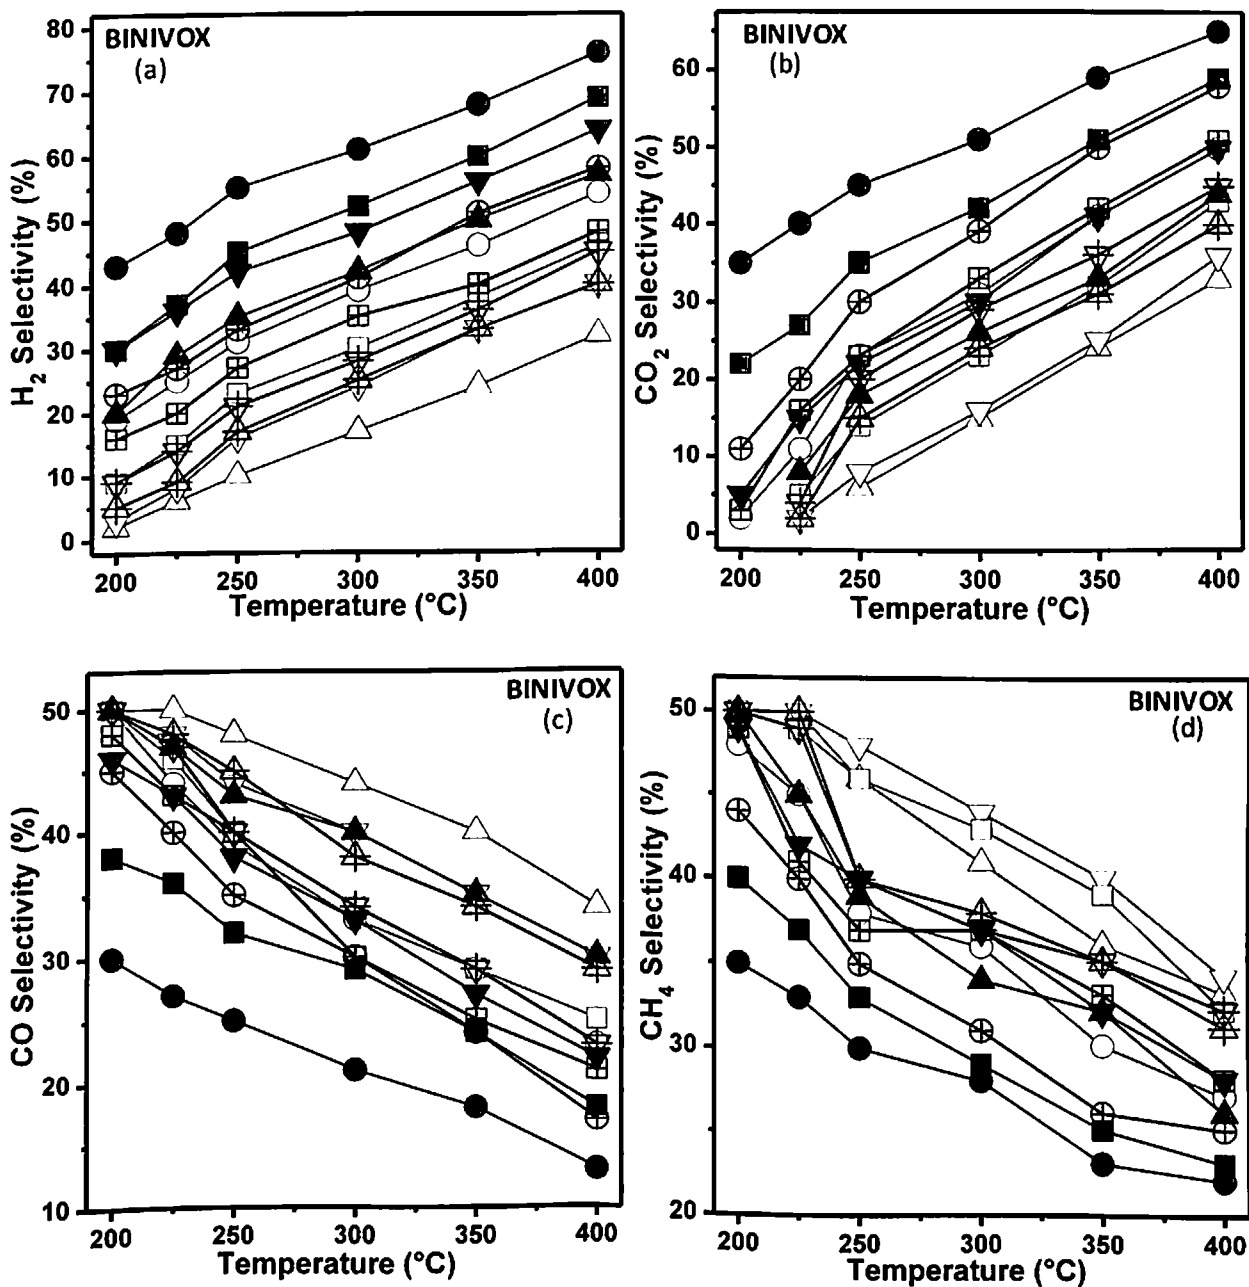 BINIVOX
(a)
H2 Selectivity (%)
80
70
60
50
40
30
20
10
0
200 250 300 350 400
Temperature (°C)
BINIVOX
(b)
CO2 Selectivity (%)
60
50
40
30
20
10
0
200 250 300 350 400
Temperature (°C)
BINIVOX
(c)
CO Selectivity (%)
50
40
30
20
10
200 250 300 350 400
Temperature (°C)
BINIVOX
(d)
CH4 Selectivity (%)
50
40
30
20
200 250 300 350 400
Temperature (°C)